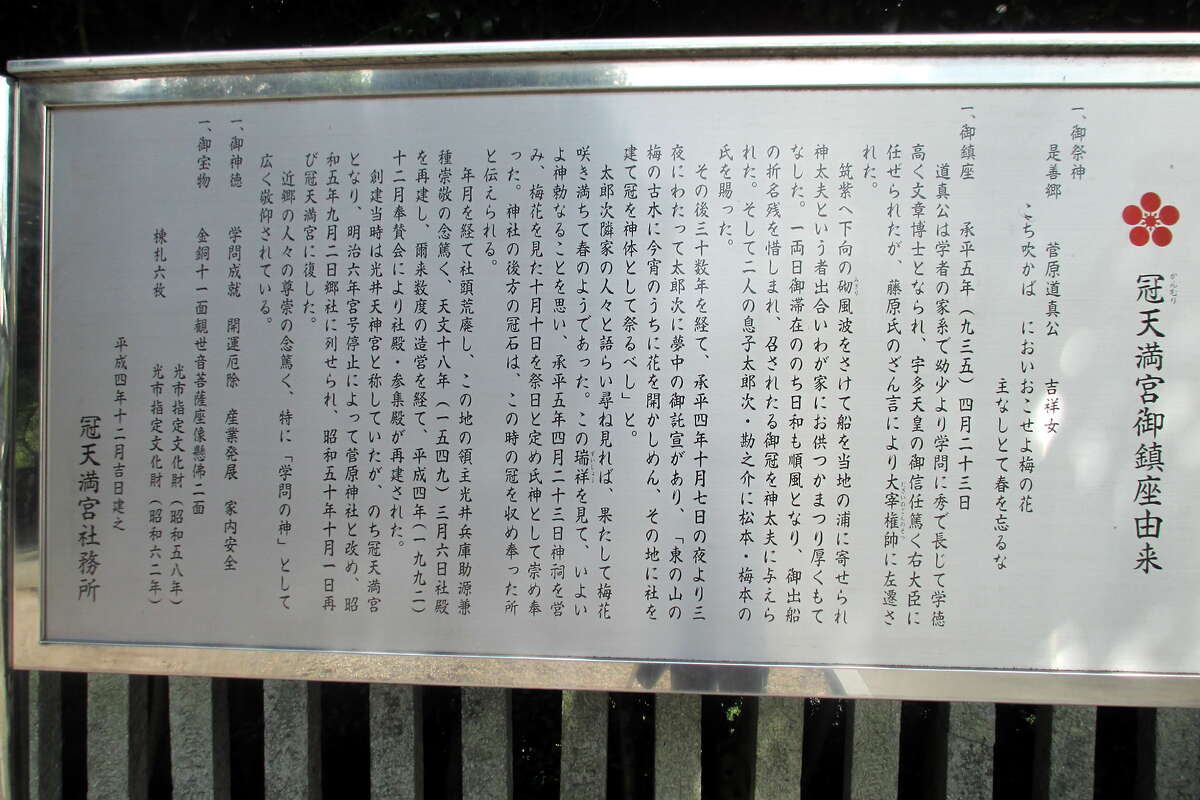 冠天満宮御鎮座由来
かんむり
一、御祭神
是善郷 菅原道真公 吉祥女
こち吹かば においおこせよ梅の花
主なしとて春を忘るな
一、御鎮座 承平五年(九三五)四月二十三日
道真公は学者の家系で幼少より学問に秀で長じて学徳
高く文章博士となられ、宇多天皇の御信任篤く右大臣に
任ぜられたが、藤原氏のざん言により大宰権帥に左遷さ
れた。
筑紫へ下向の砌風波をさけて船を当地の浦に寄せられ
みぎり
神太夫という者出合いわが家にお供つかまつり厚くもて
なした。一両日御滞在ののち日和も順風となり、御出船
の折名残を惜しまれ、召されたる御冠を神太夫に与えら
れた。そして二人の息子太郎次・勘之介に松本・梅本の
氏を賜った。
その後三十数年を経て、承平四年十月七日の夜より三
夜にわたって太郎次に夢中の御託宣があり、「東の山の
梅の古木に今宵のうちに花を開かしめん、その地に社を
建て冠を神体として祭るべし」と。
太郎次隣家の人々と語らい尋ね見れば、果たして梅花
咲き満ちて春のようであった。この瑞祥を見て、いよい
ずいしょう
よ神勅なることを思い、承平五年四月二十三日神祠を営
み、梅花を見た十月十日を祭日と定め氏神として崇め奉
った。神社の後方の冠石は、この時の冠を収め奉った所
と伝えられる。
年月を経て社頭荒廃し、この地の領主光井兵庫助源兼
種崇敬の念篤く、天文十八年(一五四九)三月六日社殿
を再建し、爾来数度の造営を経て、平成四年(一九九二)
十二月奉賛会により社殿・参集殿が再建された。
創建当時は光井天神宮と称していたが、のち冠天満宮
となり、明治六年宮号停止によって菅原神社と改め、昭
和五年九月二日郷社に列せられ、昭和五十年十月一日再
び冠天満宮に復した。
近郷の人々の尊崇の念篤く、特に「学問の神」として
広く敬仰されている。
一、御神徳 学問成就 開運厄除 産業発展 家内安全
一、御宝物 金銅十一面観世音菩薩座像懸佛二面
光市指定文化財(昭和五八年)
棟札六枚 光市指定文化財(昭和六二年)
平成四年十二月吉日建之
冠天満宮社務所